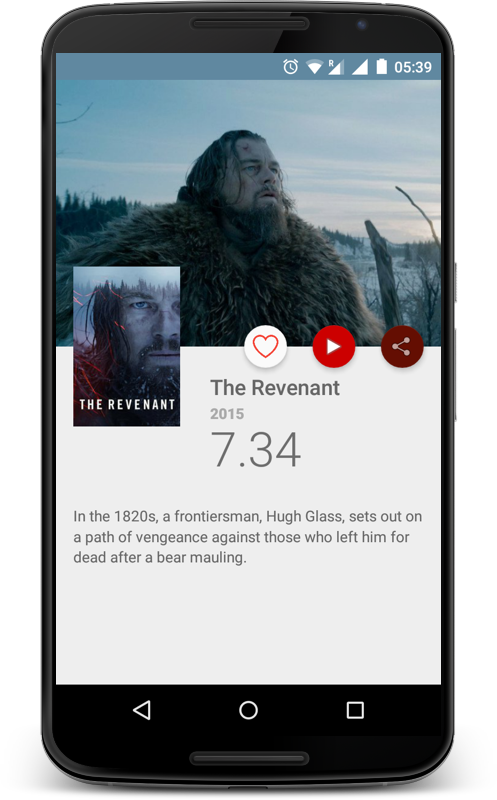 R
05:39
THE REVENANT
The Revenant
2015
7.34
In the 1820s, a frontiersman, Hugh Glass, sets out on
a path of vengeance against those who left him for
dead after a bear mauling.